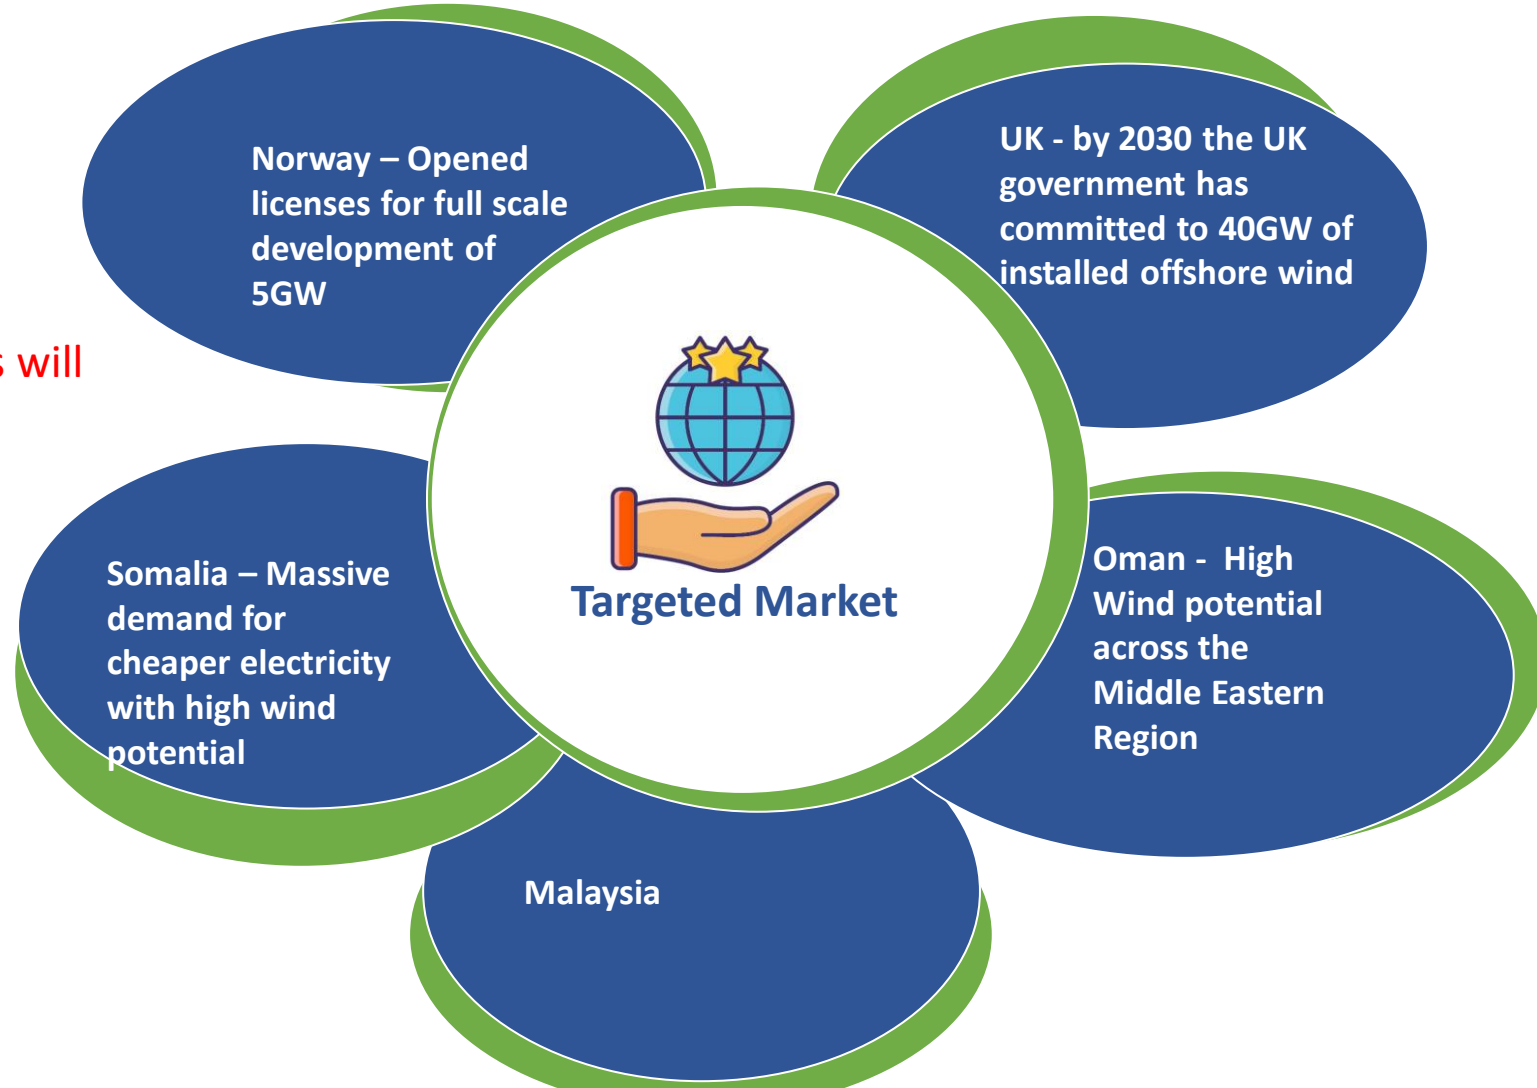 Norway – Opened
licenses for full scale
development of
5GW
UK - by 2030 the UK
government has
committed to 40GW of
installed offshore wind
will
Somalia – Massive
demand for
cheaper electricity
with high wind
potential
Targeted Market
Oman - High
Wind potential
across the
Middle Eastern
Region
Malaysia